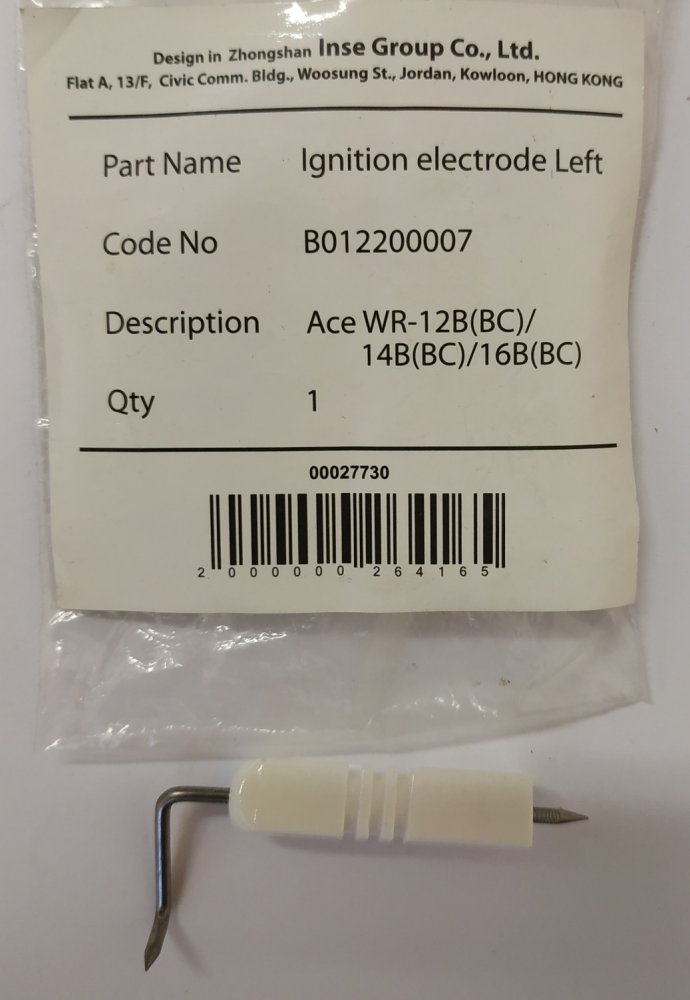 Design in Zhongshan Inse Group Co., Ltd.
Flat A, 13/F, Civic Comm. Bldg., Woosung St., Jordan, Kowloon, HONG KONG
Part Name Ignition electrode Left
Code No B012200007
Description Ace WR-12B(BC)/
14B(BC)/16B(BC)
Qty 1
00027730
2 000000 264165